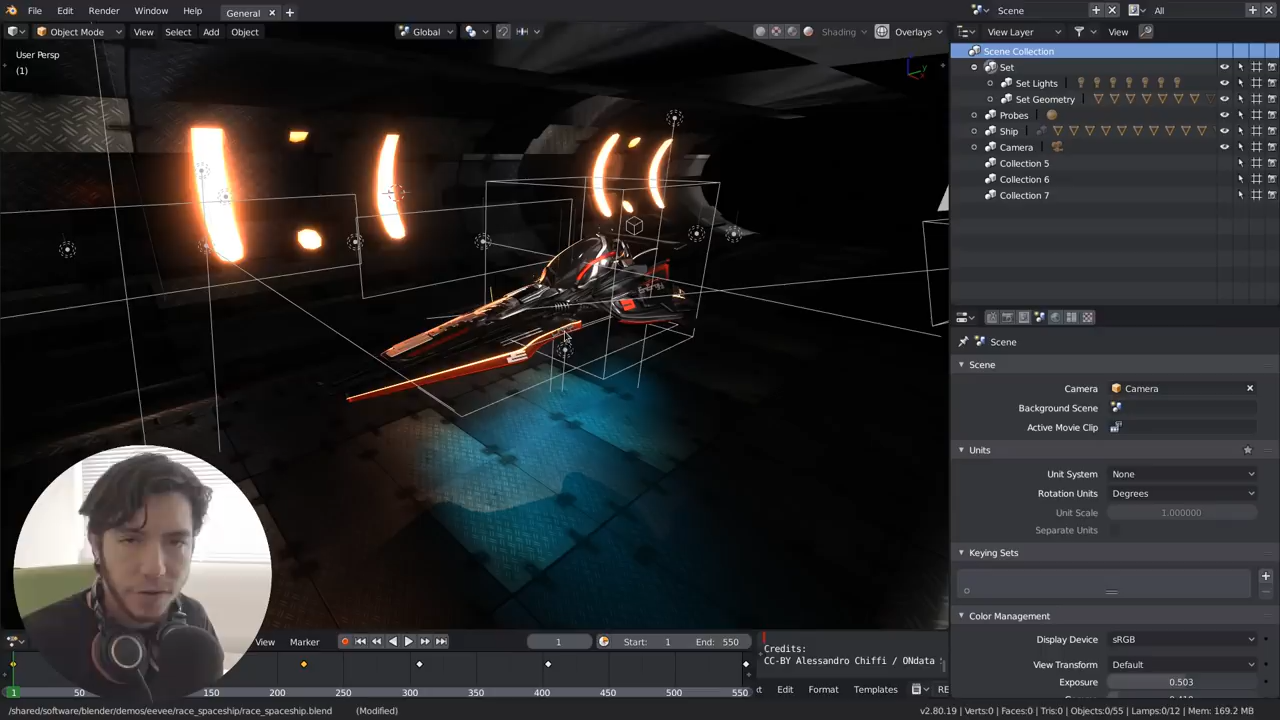 File Edit Render Window Help General Scene All
Object Mode View Select Add Object Global Shading Overlays View Layer View
User Persp
(1)
Scene Collection
Set
Set Lights
Set Geometry
Probes
Ship
Camera
Collection 5
Collection 6
Collection 7
Scene
Scene
Camera Camera
Background Scene
Active Movie Clip
Units
Unit System None
Rotation Units Degrees
Unit Scale 1.000000
Separate Units
Keying Sets
Color Management
Display Device sRGB
View Transform Default
Exposure 0.503
View Marker 1 Start: 1 End: 550
Credits:
CC-BY Alessandro Chiffi / ONdata
1 50 150 200 250 300 350 400 450 500 550
Edit Format Templates RE
/shared/software/blender/demos/eevee/race_spaceship/race_spaceship.blend (Modified) v2.80.19 | Verts:0 | Faces:0 | Tris:0 | Objects:0/55 | Lamps:0/12 | Mem: 169.2 MB